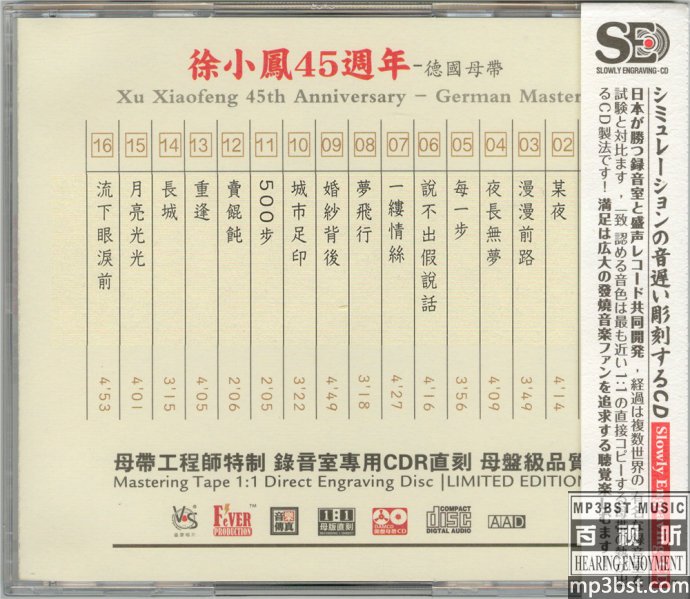 徐小鳳45週年-德國母帶
Xu Xiaofeng 45th Anniversary - German Master
02 某夜 4'14
03 漫漫前路 4'49
04 夜長無夢 4'09
05 每一步 3'56
06 說不出假說話 4'16
07 一縷情絲 4'27
08 夢飛行 3'18
09 婚紗背後 4'49
10 城市足印 3'22
11 500步 2'05
12 賣餛飩 2'06
13 重逢 4'05
14 長城 3'15
15 月亮光光 4'01
16 流下眼淚前 4'53
母帶工程師特制 錄音室專用CDR直刻 母盤級品質
Mastering Tape 1:1 Direct Engraving Disc |LIMITED EDITION
FEVER PRODUCTION™
音樂傳真
1:1 母版直刻
COMPACT disc DIGITAL AUDIO
AAD
SE
SLOWLY ENGRAVING-CD
シミュレーションの音遅い彫刻するCD Slowly
日本が勝つ録音室と盛声レコード共同開発，経過は複数世界の
試験と対比ます，一致 認める音色は最も近い1:1の直接コピーする
るCD製法です！満足は広大の發燒音楽ファンを追求する聴覚楽
MP3BST MUSIC
百视听
HEARING ENJOYMENT
mp3bst.com